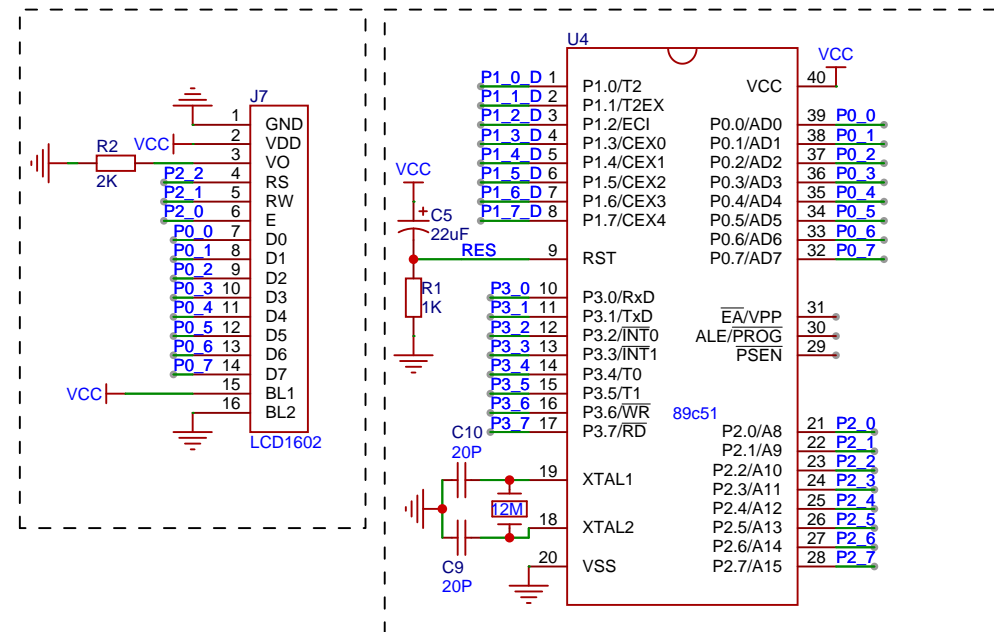 J7
1 GND
VCC 2 VDD
R2 3 VO
2K
P2_2 4 RS
P2_1 5 RW
P2_0 6 E
P0_0 7 D0
P0_1 8 D1
P0_2 9 D2
P0_3 10 D3
P0_4 11 D4
P0_5 12 D5
P0_6 13 D6
P0_7 14 D7
VCC 15 BL1
16 BL2
LCD1602
U4
P1_0_D 1 P1.0/T2
P1_1_D 2 P1.1/T2EX
P1_2_D 3 P1.2/ECI
P1_3_D 4 P1.3/CEX0
P1_4_D 5 P1.4/CEX1
P1_5_D 6 P1.5/CEX2
P1_6_D 7 P1.6/CEX3
P1_7_D 8 P1.7/CEX4
VCC
+
C5
22uF
RES 9 RST
R1
1K
P3_0 10 P3.0/RxD
P3_1 11 P3.1/TxD
P3_2 12 P3.2/INT0
P3_3 13 P3.3/INT1
P3_4 14 P3.4/T0
P3_5 15 P3.5/T1
P3_6 16 P3.6/WR
P3_7 17 P3.7/RD
89c51
C10
20P
19 XTAL1
12M
18 XTAL2
C9
20P
20 VSS
VCC
VCC 40
P0.0/AD0 39 P0_0
P0.1/AD1 38 P0_1
P0.2/AD2 37 P0_2
P0.3/AD3 36 P0_3
P0.4/AD4 35 P0_4
P0.5/AD5 34 P0_5
P0.6/AD6 33 P0_6
P0.7/AD7 32 P0_7
EA/VPP 31
ALE/PROG 30
PSEN 29
P2.0/A8 21 P2_0
P2.1/A9 22 P2_1
P2.2/A10 23 P2_2
P2.3/A11 24 P2_3
P2.4/A12 25 P2_4
P2.5/A13 26 P2_5
P2.6/A14 27 P2_6
P2.7/A15 28 P2_7